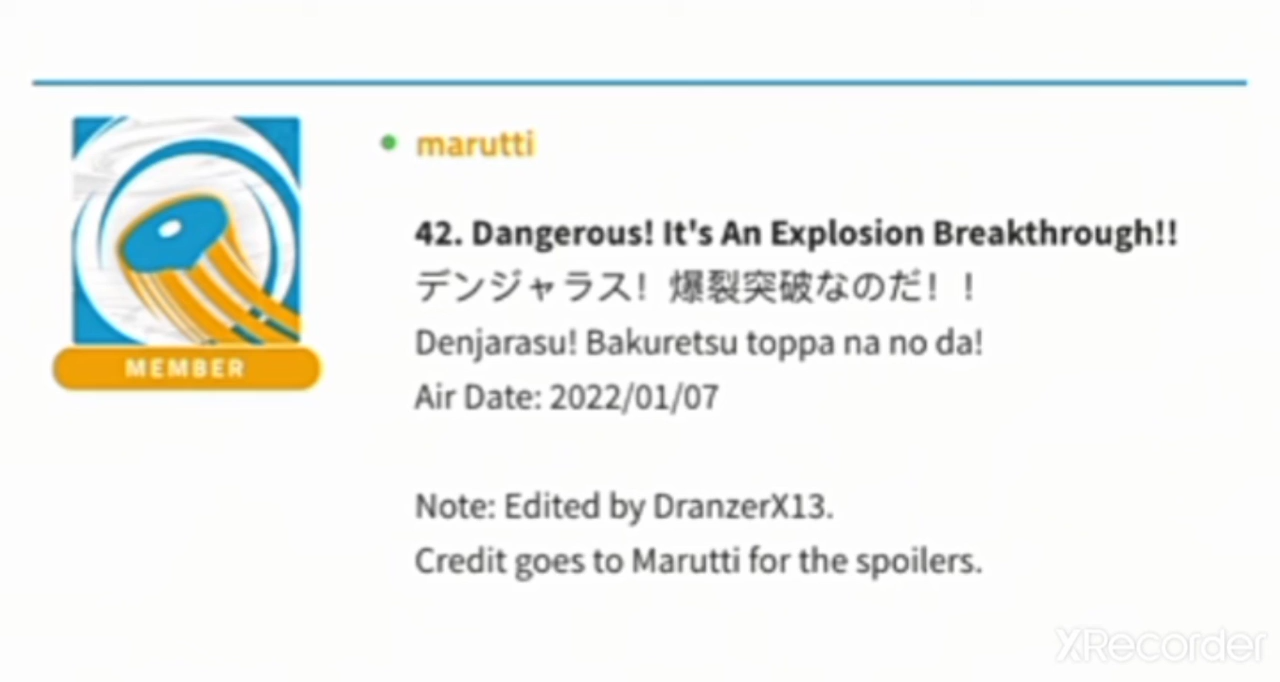 marutti
42. Dangerous! It's An Explosion Breakthrough!!
デンジャラス！爆裂突破なのだ！！
Denjarasu! Bakuretsu toppa na no da!
Air Date: 2022/01/07
MEMBER
Note: Edited by DranzerX13.
Credit goes to Marutti for the spoilers.
XRecorder